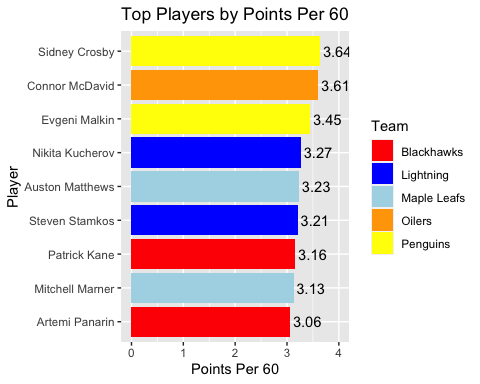 Top Players by Points Per 60
Player
Sidney Crosby 3.64
Connor McDavid 3.61
Evgeni Malkin 3.45
Nikita Kucherov 3.27
Auston Matthews 3.23
Steven Stamkos 3.21
Patrick Kane 3.16
Mitchell Marner 3.13
Artemi Panarin 3.06
0 1 2 3 4
Points Per 60
Team
Blackhawks
Lightning
Maple Leafs
Oilers
Penguins